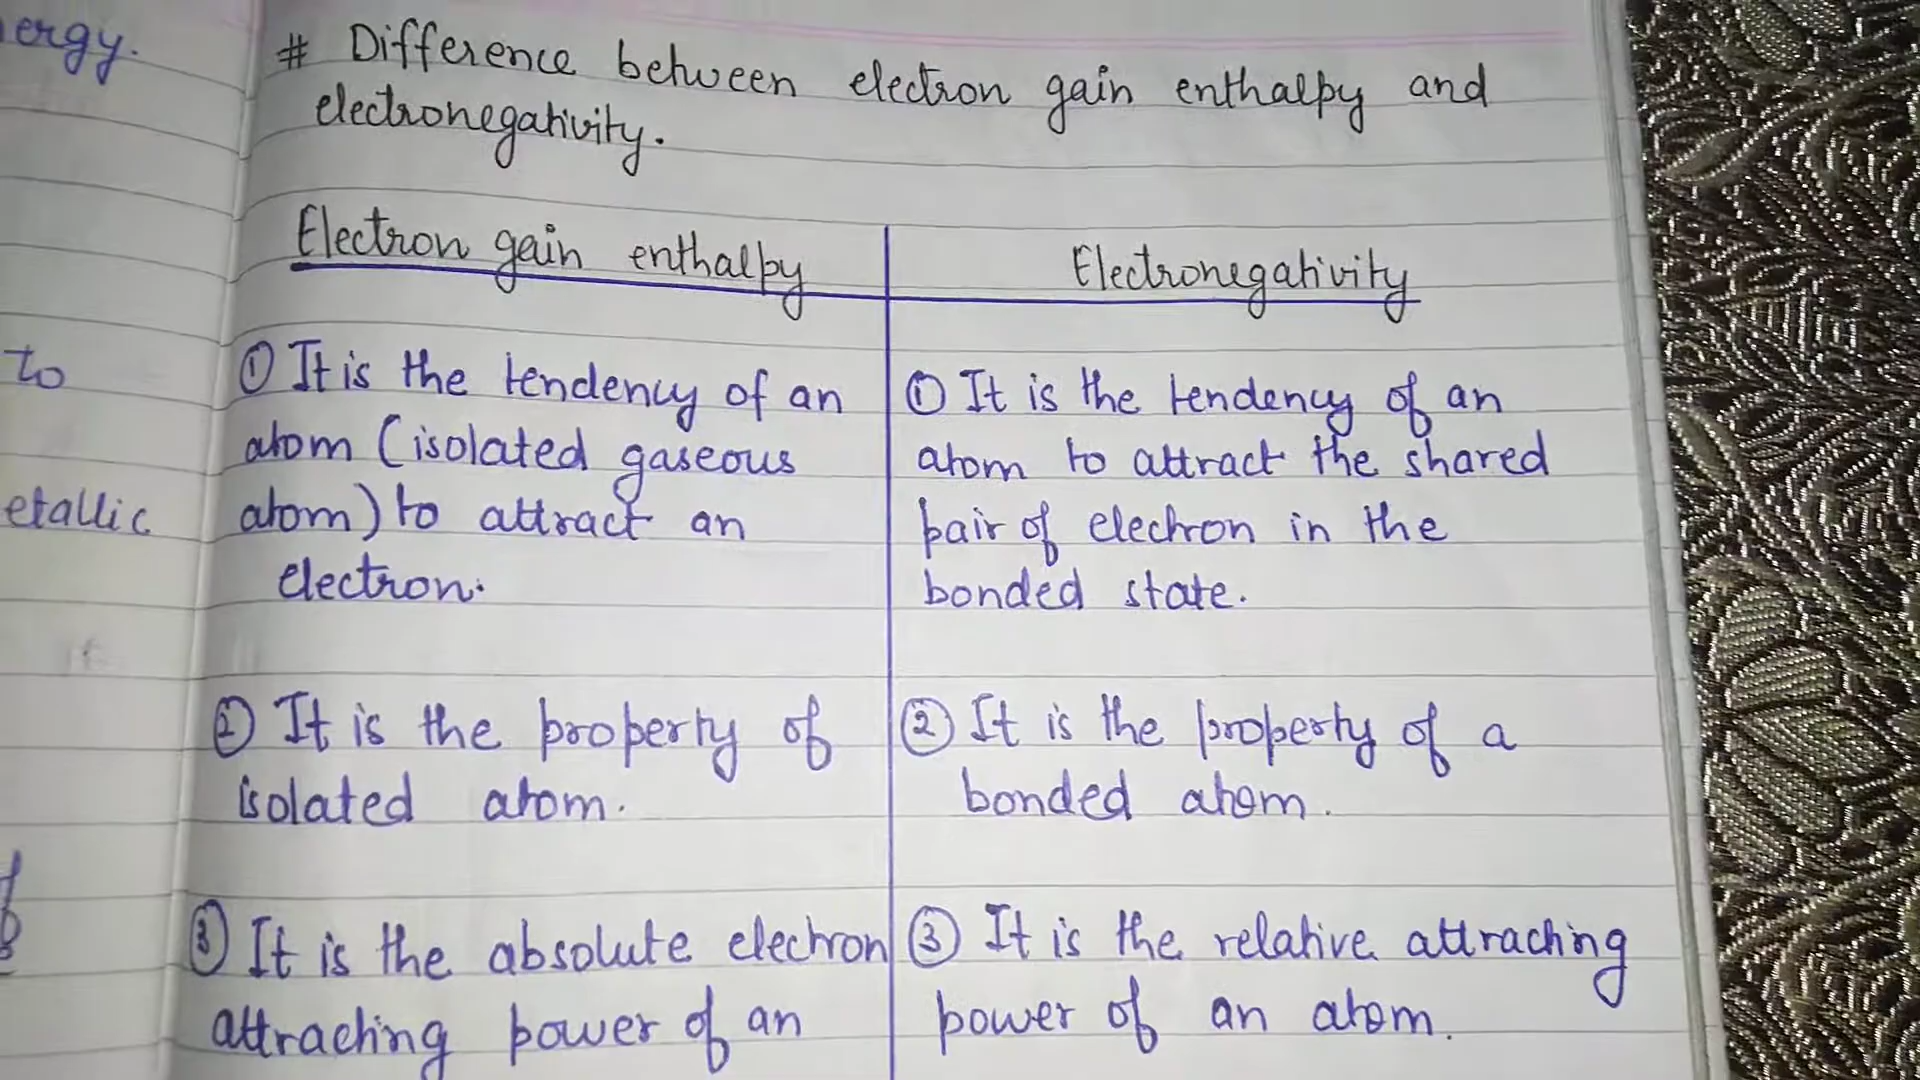 ergy.
to
etallic
# Difference between electron gain enthalpy and
electronegativity.
Electron gain enthalpy
① It is the tendency of an
atom (isolated gaseous
atom) to attract an
electron.
② It is the property of
isolated atom.
③ It is the absolute electron
attraching power of an
Electronegativity
① It is the tendency of an
atom to attract the shared
pair of electron in the
bonded state.
② It is the property of a
bonded atom.
③ It is the relative attraching
power of an atom.